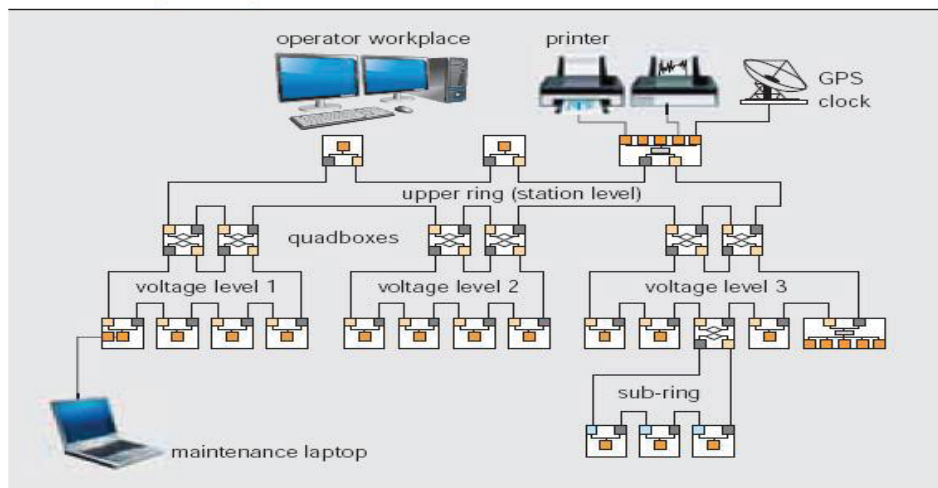 operator workplace
printer
GPS
clock
upper ring (station level)
quadboxes
voltage level 1
voltage level 2
voltage level 3
sub-ring
maintenance laptop